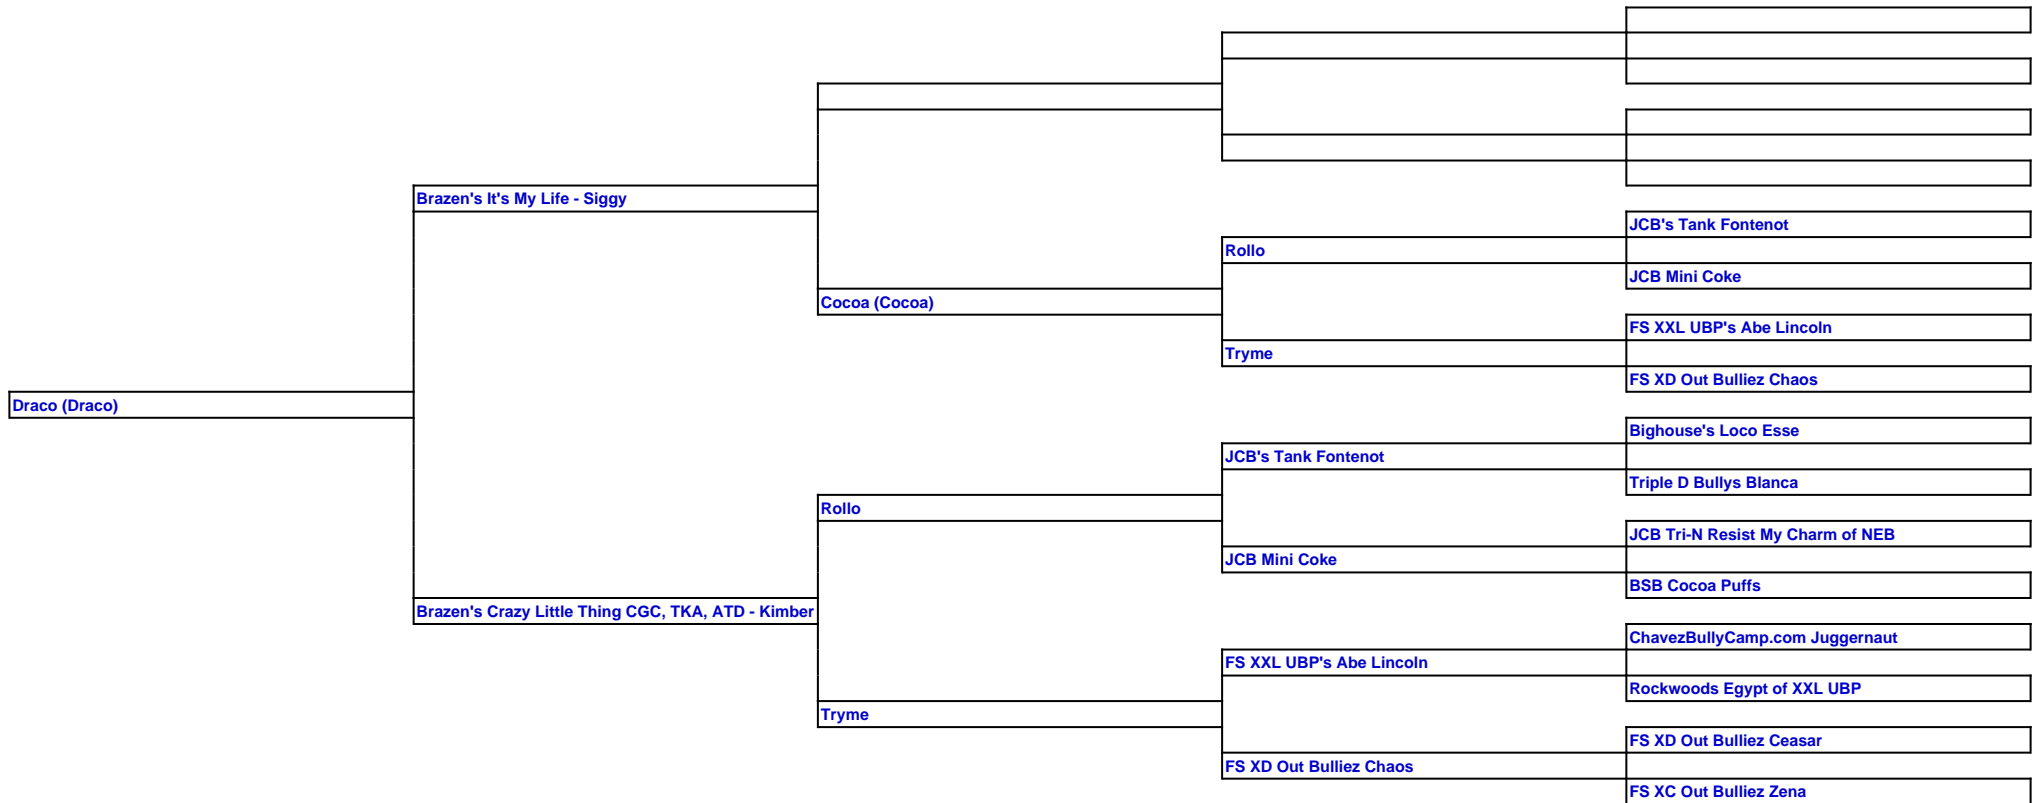 Brazen's It's My Life - Siggy
JCB's Tank Fontenot
Rollo
JCB Mini Coke
Cocoa (Cocoa)
FS XXL UBP's Abe Lincoln
Tryme
FS XD Out Bulliez Chaos
Draco (Draco)
Bighouse's Loco Esse
JCB's Tank Fontenot
Triple D Bullys Blanca
Rollo
JCB Tri-N Resist My Charm of NEB
JCB Mini Coke
BSB Cocoa Puffs
Brazen's Crazy Little Thing CGC, TKA, ATD - Kimber
ChavezBullyCamp.com Juggernaut
FS XXL UBP's Abe Lincoln
Rockwoods Egypt of XXL UBP
Tryme
FS XD Out Bulliez Ceasar
FS XD Out Bulliez Chaos
FS XC Out Bulliez Zena